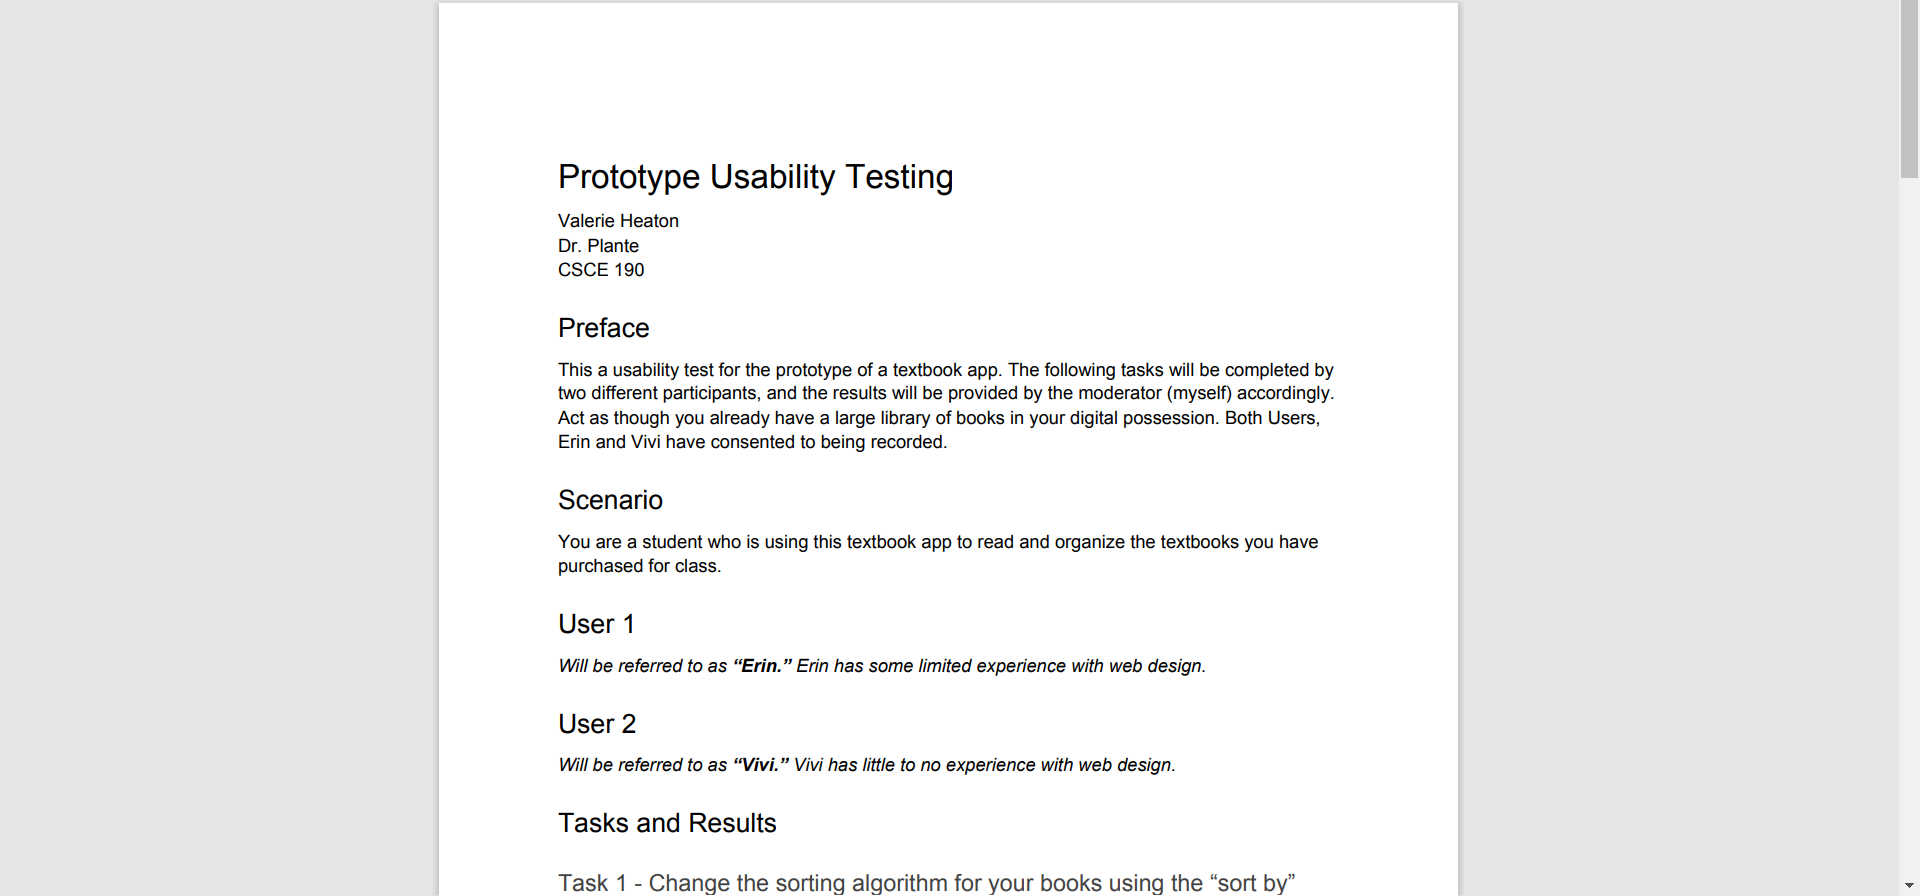 Prototype Usability Testing
Valerie Heaton
Dr. Plante
CSCE 190
Preface
This a usability test for the prototype of a textbook app. The following tasks will be completed by
two different participants, and the results will be provided by the moderator (myself) accordingly.
Act as though you already have a large library of books in your digital possession. Both Users,
Erin and Vivi have consented to being recorded.
Scenario
You are a student who is using this textbook app to read and organize the textbooks you have
purchased for class.
User 1
Will be referred to as “Erin.” Erin has some limited experience with web design.
User 2
Will be referred to as “Vivi.” Vivi has little to no experience with web design.
Tasks and Results
Task 1 - Change the sorting algorithm for your books using the “sort by”